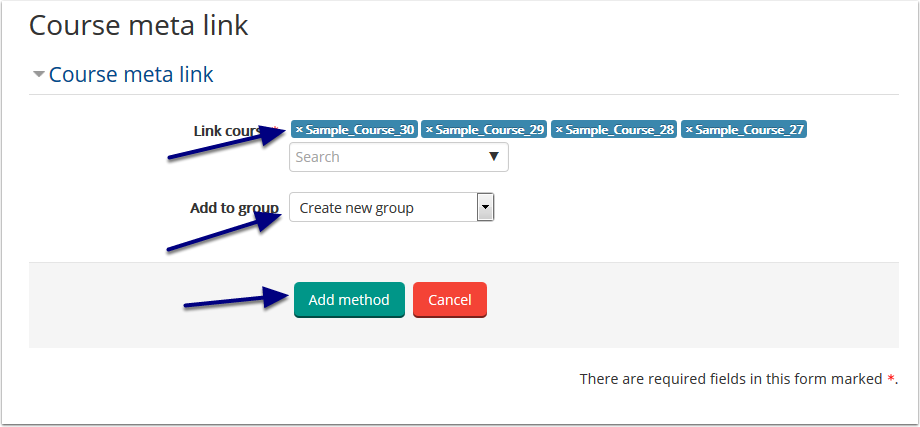 Course meta link
Course meta link
Link cours
× Sample_Course_30 × Sample_Course_29 × Sample_Course_28 × Sample_Course_27
Search
Add to group
Create new group
Add method Cancel
There are required fields in this form marked *.